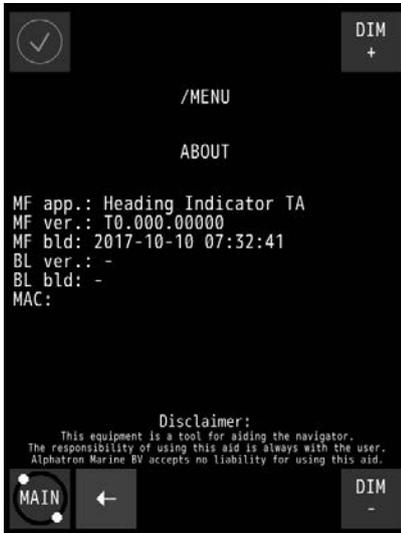 DIM
+
/MENU
ABOUT
MF app.: Heading Indicator TA
MF ver.: T0.000.00000
MF bld: 2017-10-10 07:32:41
BL ver.: -
BL bld: -
MAC:
Disclaimer:
This equipment is a tool for aiding the navigator.
The responsibility of using this aid is always with the user.
Alphatron Marine BV accepts no liability for using this aid.
MAIN
←
DIM
-